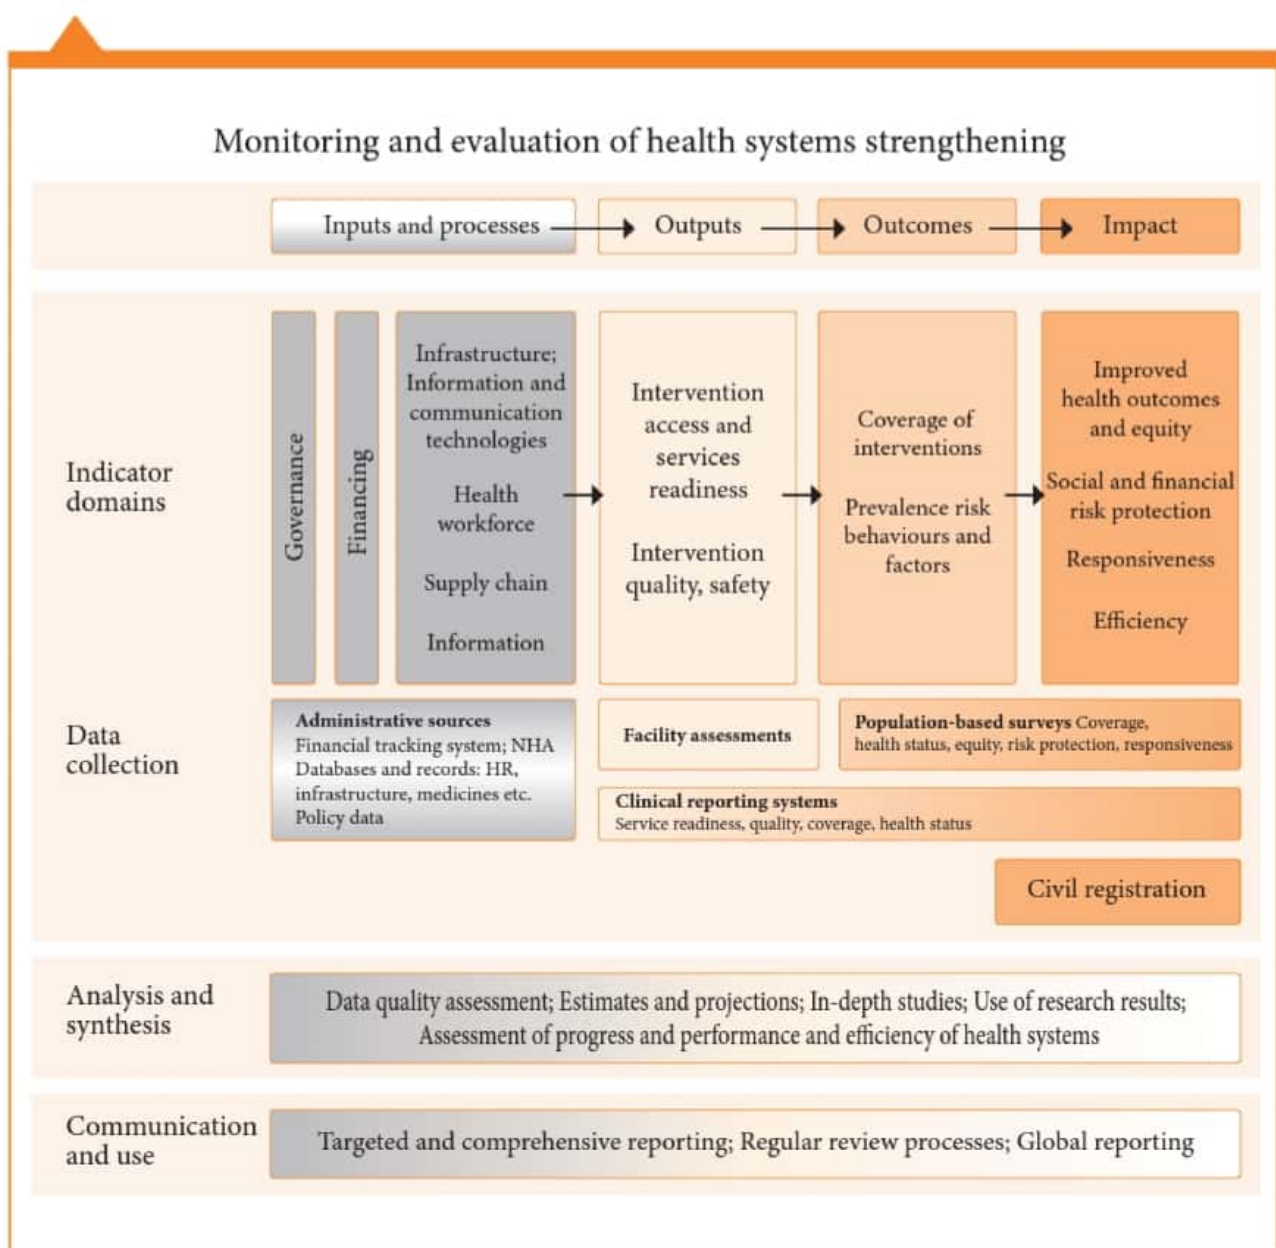 Monitoring and evaluation of health systems strengthening
Inputs and processes
Outputs
Outcomes
Impact
Indicator
domains
Governance
Financing
Infrastructure;
Information and
communication
technologies
Health
workforce
Supply chain
Information
Intervention
access and
services
readiness
Intervention
quality, safety
Coverage of
interventions
Prevalence risk
behaviours and
factors
Improved
health outcomes
and equity
Social and financial
risk protection
Responsiveness
Efficiency
Data
collection
Administrative sources
Financial tracking system; NHA
Databases and records: HR,
infrastructure, medicines etc.
Policy data
Facility assessments
Population-based surveys Coverage,
health status, equity, risk protection, responsiveness
Clinical reporting systems
Service readiness, quality, coverage, health status
Civil registration
Analysis and
synthesis
Data quality assessment; Estimates and projections; In-depth studies; Use of research results;
Assessment of progress and performance and efficiency of health systems
Communication
and use
Targeted and comprehensive reporting; Regular review processes; Global reporting